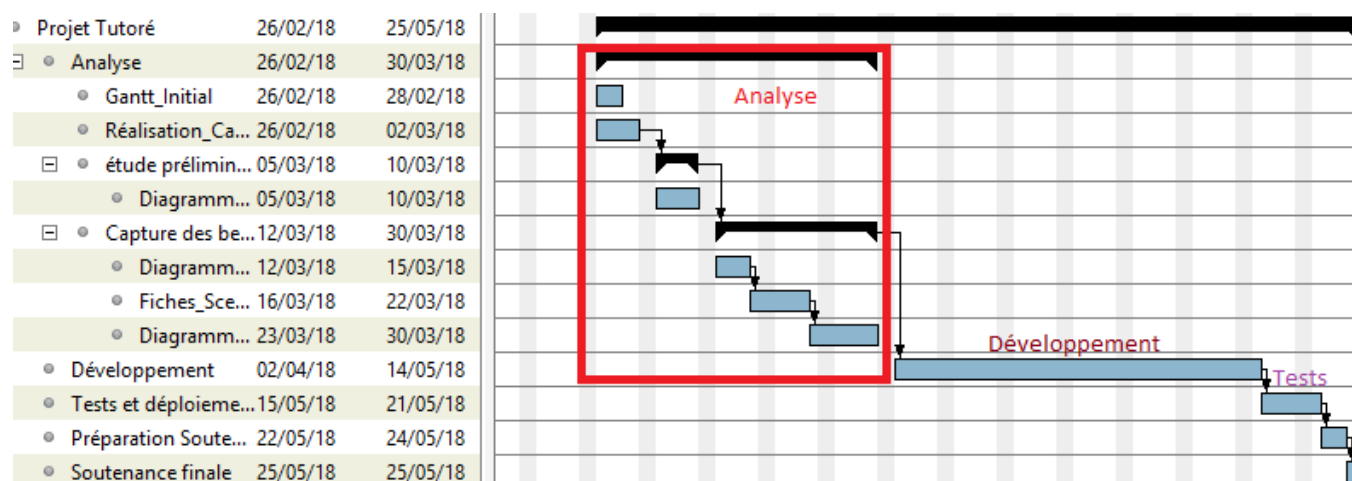 Projet Tutoré 26/02/18 25/05/18
Analyse 26/02/18 30/03/18
Gantt_Initial 26/02/18 28/02/18 Analyse
Réalisation_Ca... 26/02/18 02/03/18
étude prélimin... 05/03/18 10/03/18
Diagramm... 05/03/18 10/03/18
Capture des be... 12/03/18 30/03/18
Diagramm... 12/03/18 15/03/18
Fiches_Sce... 16/03/18 22/03/18
Diagramm... 23/03/18 30/03/18
Développement
Développement 02/04/18 14/05/18
Tests
Tests et déploieme... 15/05/18 21/05/18
Préparation Soute... 22/05/18 24/05/18
Soutenance finale 25/05/18 25/05/18